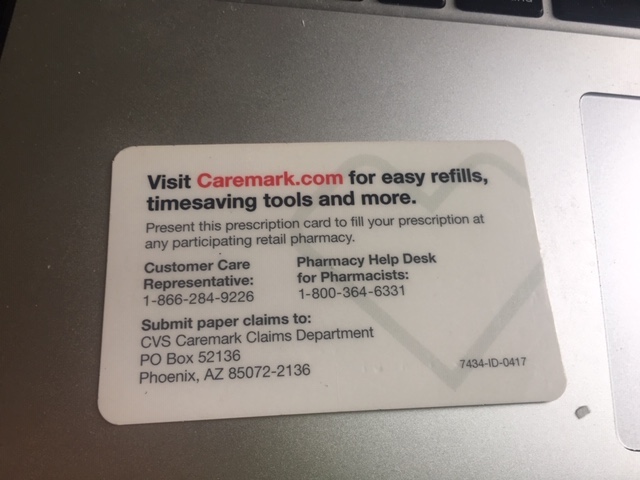 Visit Caremark.com for easy refills,
timesaving tools and more.
Present this prescription card to fill your prescription at
any participating retail pharmacy.
Customer Care
Representative:
1-866-284-9226
Pharmacy Help Desk
for Pharmacists:
1-800-364-6331
Submit paper claims to:
CVS Caremark Claims Department
PO Box 52136
Phoenix, AZ 85072-2136
7434-ID-0417